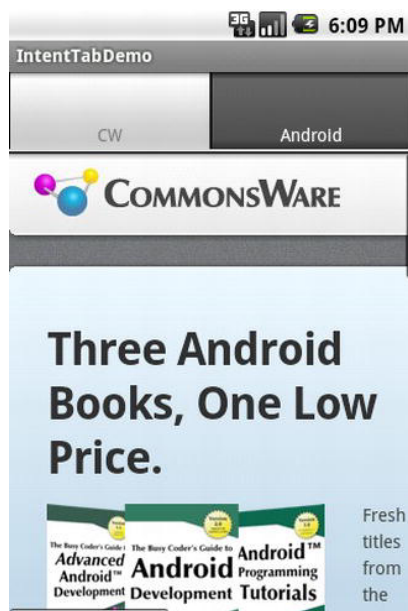 3G 6:09 PM
IntentTabDemo
CW Android
COMMONSWARE
Three Android
Books, One Low
Price.
Fresh
titles
from
the
The Busy Coder's Guide
Advanced
Android™
Development
The Busy Coder's Guide to
Android
Development
Android™
Programming
Tutorials